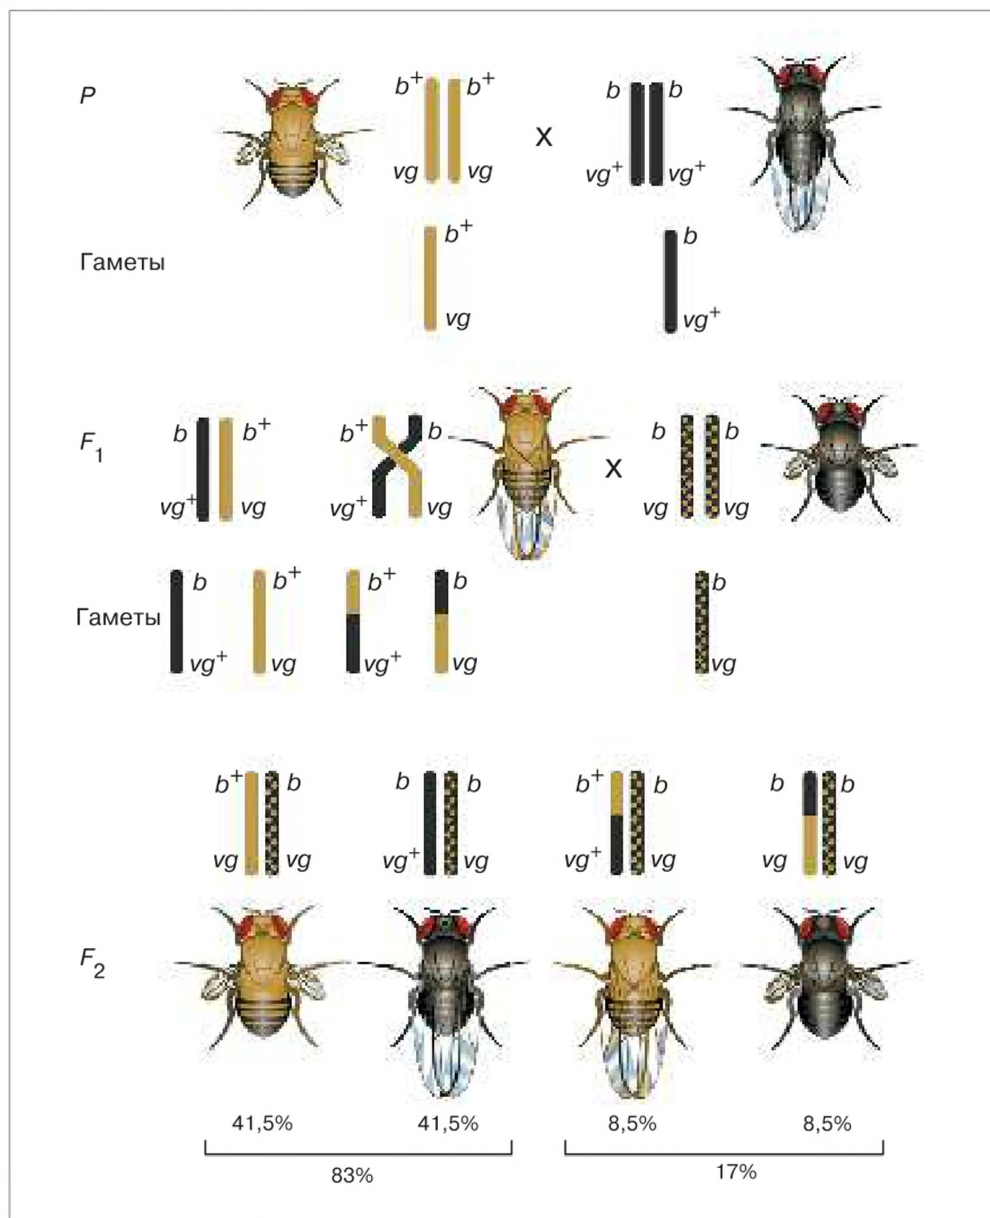 P
b⁺ b⁺ b b
x
vg vg vg⁺ vg⁺
Гаметы
b⁺ b
vg vg⁺
F₁
b b⁺ b⁺ b b b
x
vg⁺ vg vg⁺ vg vg vg
Гаметы
b b⁺ b⁺ b
vg⁺ vg vg⁺ vg vg
b⁺ b b b b⁺ b b b
vg vg vg⁺ vg vg⁺ vg vg vg
F₂
41,5% 41,5% 8,5% 8,5%
83% 17%